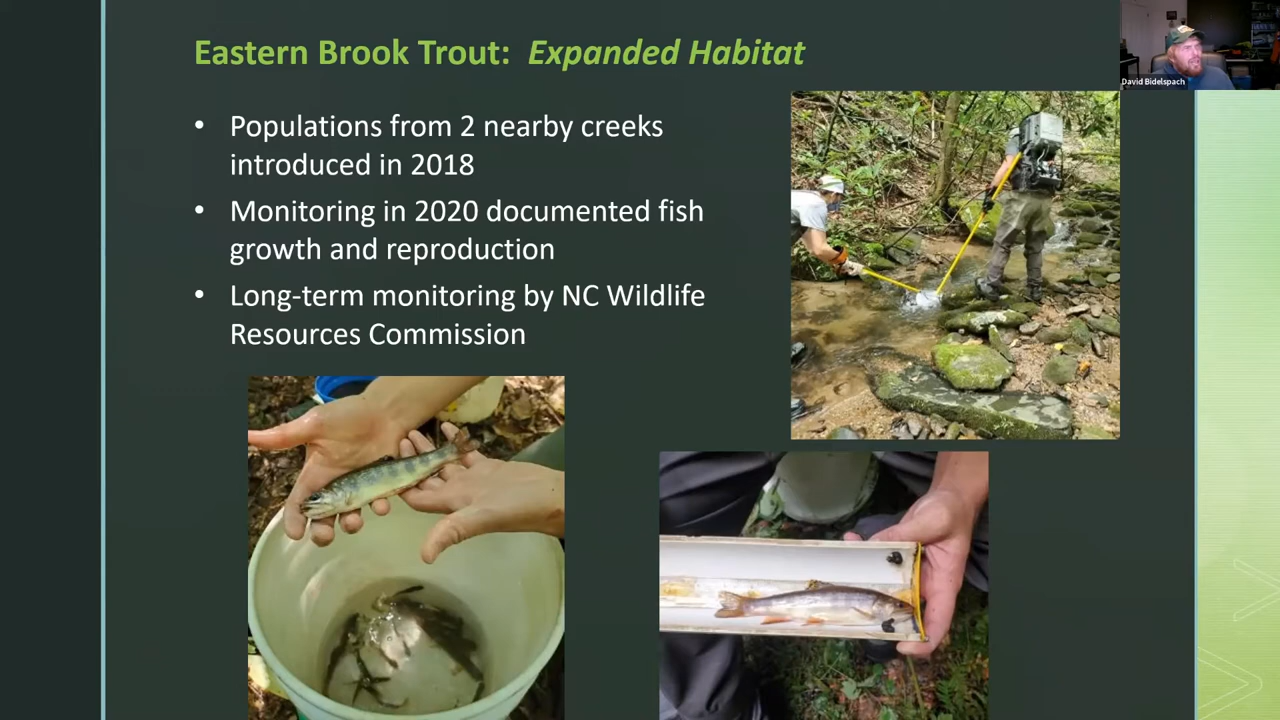 Eastern Brook Trout:  Expanded Habitat
David Bidelspach
• Populations from 2 nearby creeks
introduced in 2018
• Monitoring in 2020 documented fish
growth and reproduction
• Long-term monitoring by NC Wildlife
Resources Commission